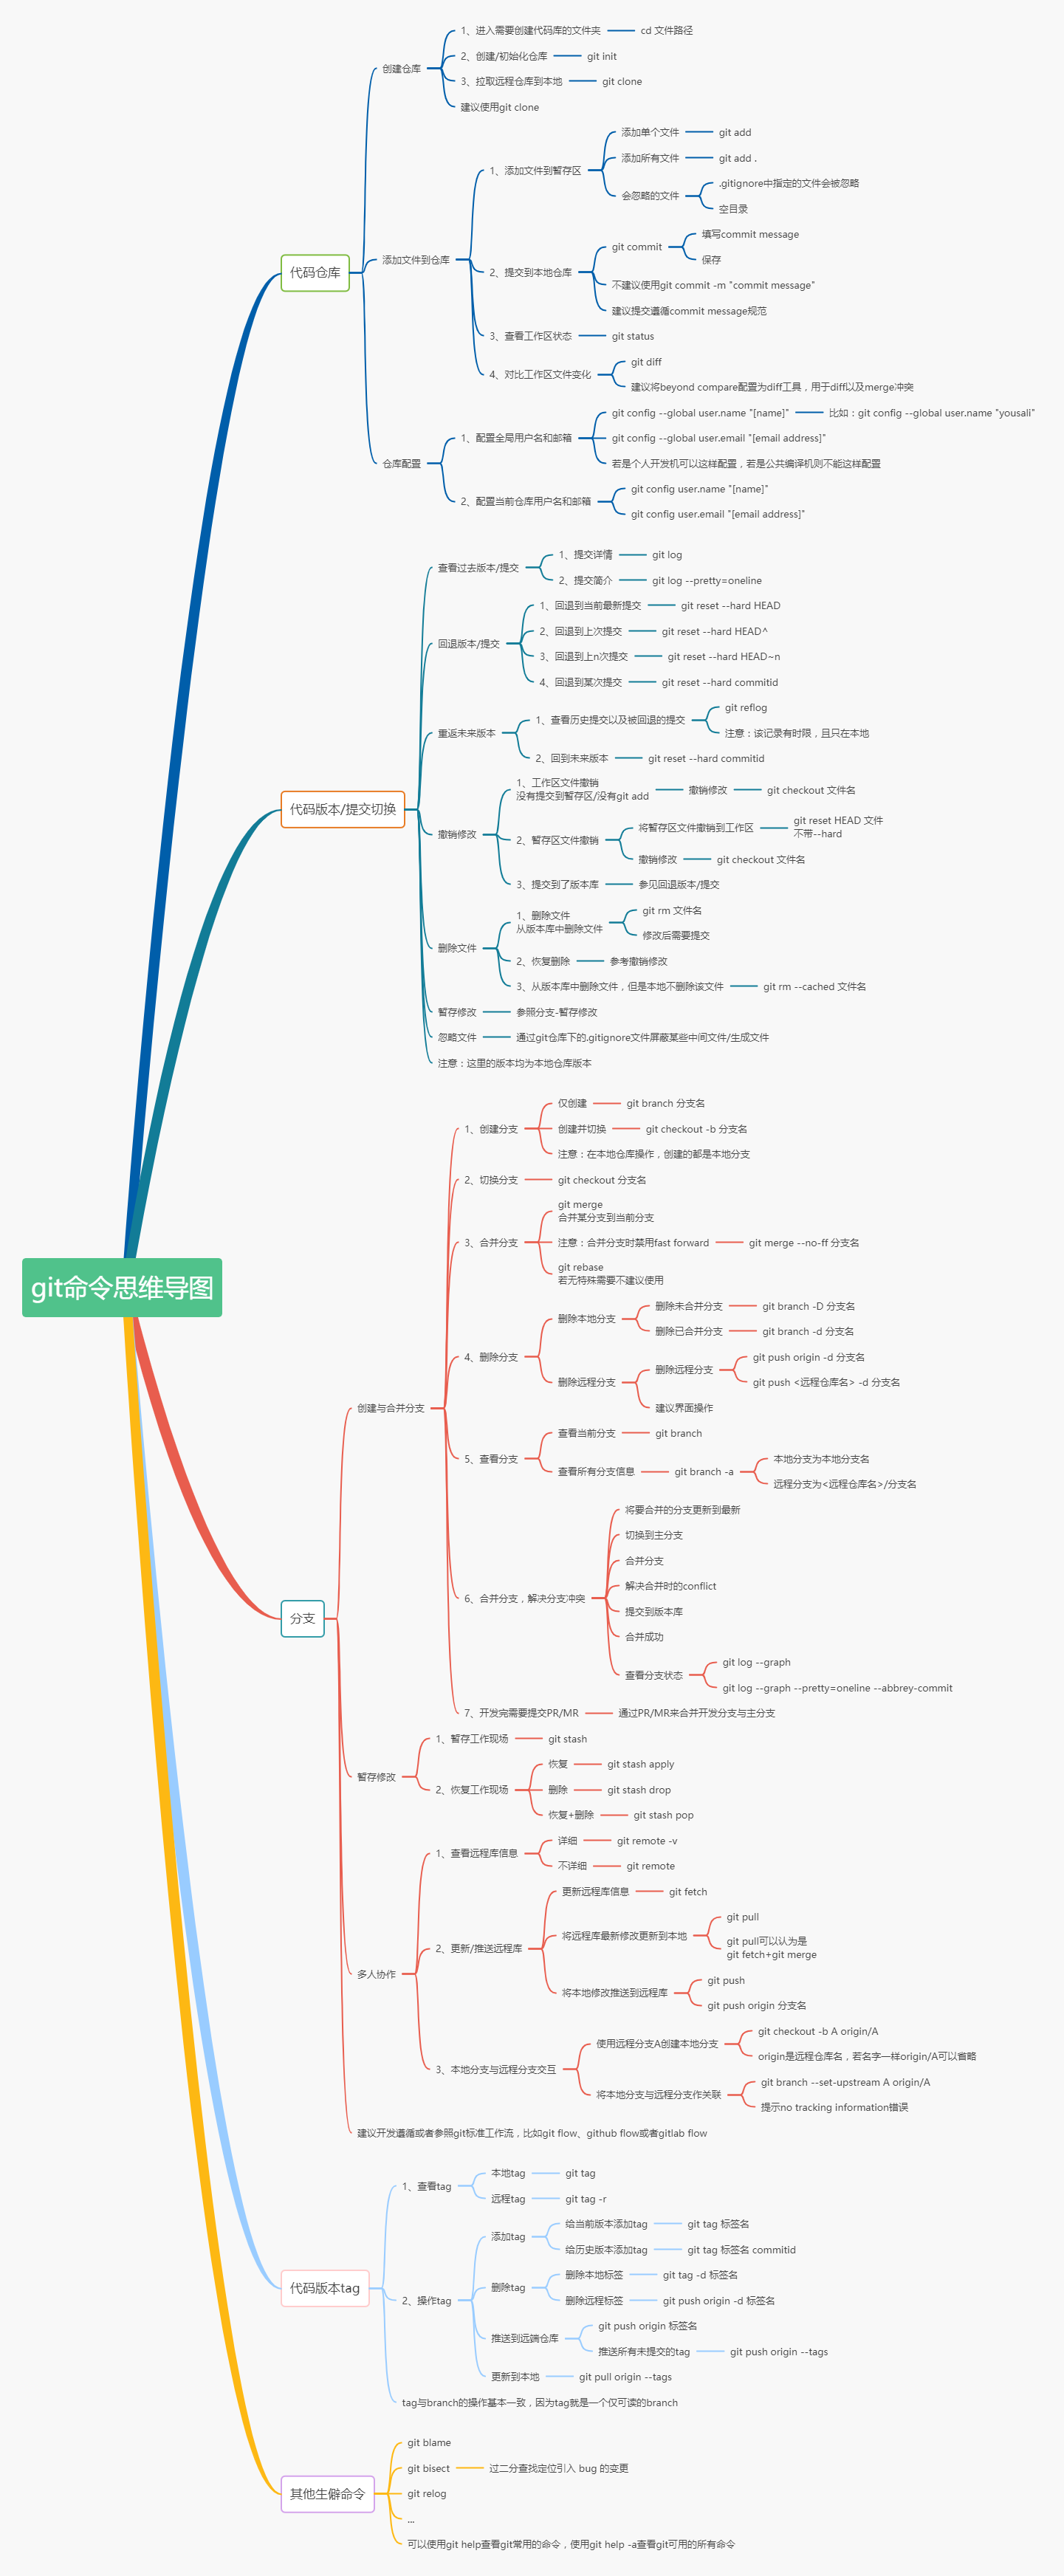 git命令思维导图
代码仓库
创建仓库
1、进入需要创建代码库的文件夹
cd 文件路径
2、创建/初始化仓库
git init
3、拉取远程仓库到本地
git clone
建议使用git clone
添加文件到仓库
1、添加文件到暂存区
添加单个文件
git add
添加所有文件
git add .
会忽略的文件
.gitignore中指定的文件会被忽略
空目录
2、提交到本地仓库
git commit
填写commit message
保存
不建议使用git commit -m "commit message"
建议提交遵循commit message规范
3、查看工作区状态
git status
4、对比工作区文件变化
git diff
建议将beyond compare配置为diff工具，用于diff以及merge冲突
仓库配置
1、配置全局用户名和邮箱
git config --global user.name "[name]"
比如：git config --global user.name "yousali"
git config --global user.email "[email address]"
若是个人开发机可以这样配置，若是公共编译机则不能这样配置
2、配置当前仓库用户名和邮箱
git config user.name "[name]"
git config user.email "[email address]"
代码版本/提交切换
查看过去版本/提交
1、提交详情
git log
2、提交简介
git log --pretty=oneline
回退版本/提交
1、回退到当前最新提交
git reset --hard HEAD
2、回退到上次提交
git reset --hard HEAD^
3、回退到上n次提交
git reset --hard HEAD~n
4、回退到某次提交
git reset --hard commitid
重返未来版本
1、查看历史提交以及被回退的提交
git reflog
注意：该记录有时限，且只在本地
2、回到未来版本
git reset --hard commitid
撤销修改
1、工作区文件撤销
没有提交到暂存区/没有git add
撤销修改
git checkout 文件名
2、暂存区文件撤销
将暂存区文件撤销到工作区
git reset HEAD 文件
不带--hard
撤销修改
git checkout 文件名
3、提交到了版本库
参见回退版本/提交
删除文件
1、删除文件
从版本库中删除文件
git rm 文件名
修改后需要提交
2、恢复删除
参考撤销修改
3、从版本库中删除文件，但是本地不删除该文件
git rm --cached 文件名
暂存修改
参照分支-暂存修改
忽略文件
通过git仓库下的.gitignore文件屏蔽某些中间文件/生成文件
注意：这里的版本均为本地仓库版本
分支
创建与合并分支
1、创建分支
仅创建
git branch 分支名
创建并切换
git checkout -b 分支名
注意：在本地仓库操作，创建的都是本地分支
2、切换分支
git checkout 分支名
3、合并分支
git merge
合并某分支到当前分支
注意：合并分支时禁用fast forward
git merge --no-ff 分支名
git rebase
若无特殊需要不建议使用
4、删除分支
删除本地分支
删除未合并分支
git branch -D 分支名
删除已合并分支
git branch -d 分支名
删除远程分支
删除远程分支
git push origin -d 分支名
git push <远程仓库名> -d 分支名
建议界面操作
5、查看分支
查看当前分支
git branch
查看所有分支信息
git branch -a
本地分支为本地分支名
远程分支为<远程仓库名>/分支名
6、合并分支，解决分支冲突
将要合并的分支更新到最新
切换到主分支
合并分支
解决合并时的conflict
提交到版本库
合并成功
查看分支状态
git log --graph
git log --graph --pretty=oneline --abbrey-commit
7、开发完需要提交PR/MR
通过PR/MR来合并开发分支与主分支
暂存修改
1、暂存工作现场
git stash
2、恢复工作现场
恢复
git stash apply
删除
git stash drop
恢复+删除
git stash pop
多人协作
1、查看远程库信息
详细
git remote -v
不详细
git remote
2、更新/推送远程库
更新远程库信息
git fetch
将远程库最新修改更新到本地
git pull
git pull可以认为是
git fetch+git merge
将本地修改推送到远程库
git push
git push origin 分支名
3、本地分支与远程分支交互
使用远程分支A创建本地分支
git checkout -b A origin/A
origin是远程仓库名，若名字一样origin/A可以省略
将本地分支与远程分支作关联
git branch --set-upstream A origin/A
提示no tracking information错误
建议开发遵循或者参照git标准工作流，比如git flow、github flow或者gitlab flow
代码版本tag
1、查看tag
本地tag
git tag
远程tag
git tag -r
2、操作tag
添加tag
给当前版本添加tag
git tag 标签名
给历史版本添加tag
git tag 标签名 commitid
删除tag
删除本地标签
git tag -d 标签名
删除远程标签
git push origin -d 标签名
推送到远端仓库
git push origin 标签名
推送所有未提交的tag
git push origin --tags
更新到本地
git pull origin --tags
tag与branch的操作基本一致，因为tag就是一个仅可读的branch
其他生僻命令
git blame
git bisect
过二分查找定位引入 bug 的变更
git relog
...
可以使用git help查看git常用的命令，使用git help -a查看git可用的所有命令